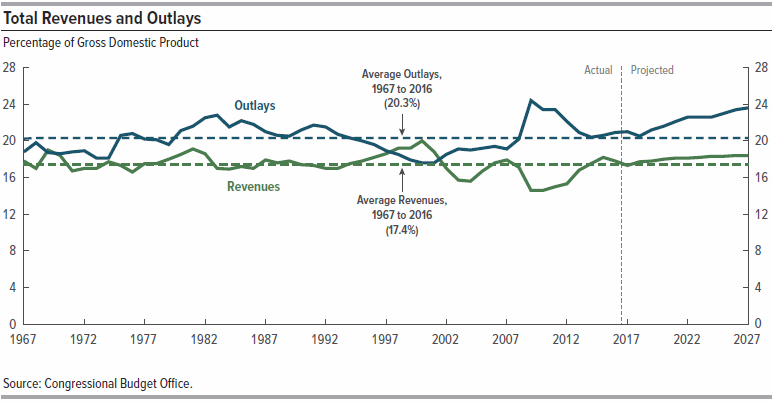 Total Revenues and Outlays
Percentage of Gross Domestic Product
28
24
20
16
12
8
4
0
Average Outlays,
1967 to 2016
(20.3%)
Actual
Projected
Outlays
Revenues
Average Revenues,
1967 to 2016
(17.4%)
28
24
20
16
12
8
4
0
1967 1972 1977 1982 1987 1992 1997 2002 2007 2012 2017 2022 2027
Source: Congressional Budget Office.